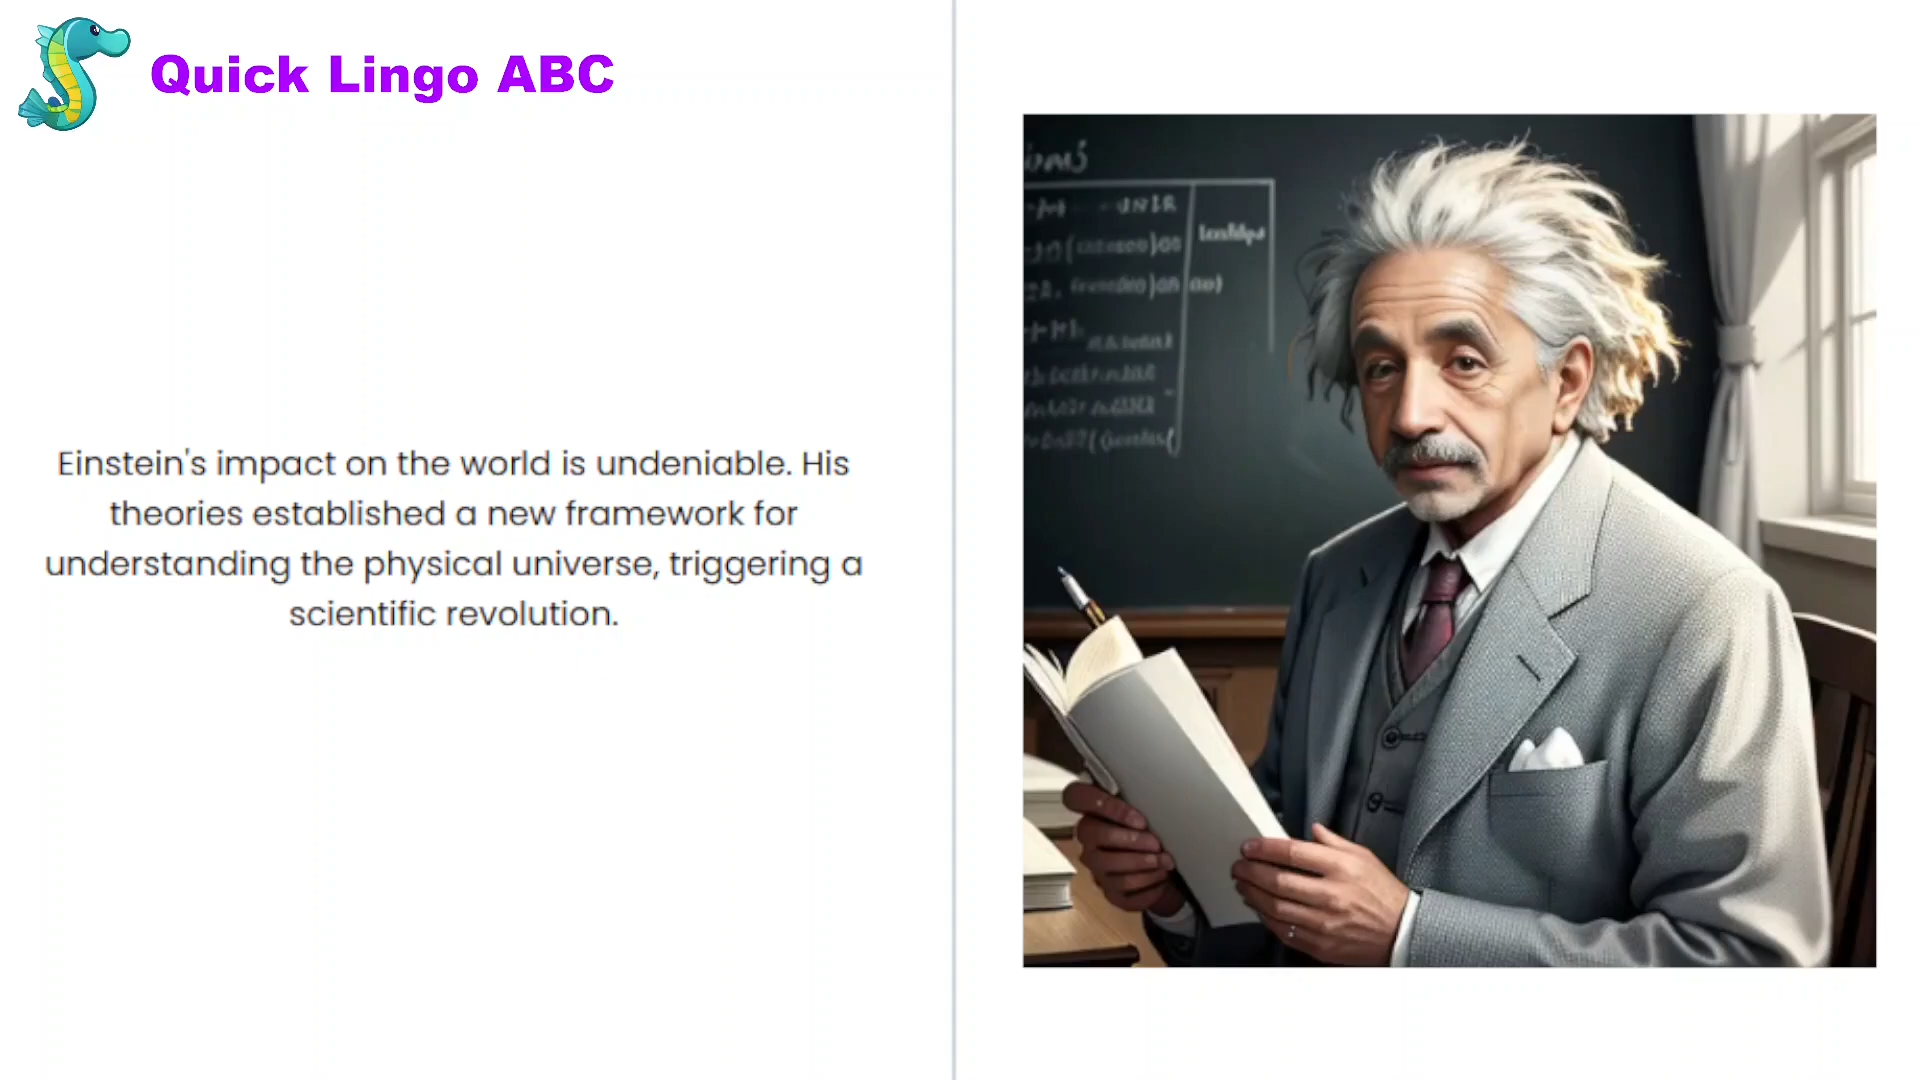 Quick Lingo ABC
Einstein's impact on the world is undeniable. His
theories established a new framework for
understanding the physical universe, triggering a
scientific revolution.